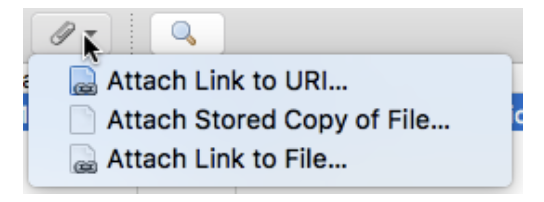 Attach Link to URI...
Attach Stored Copy of File...
Attach Link to File...